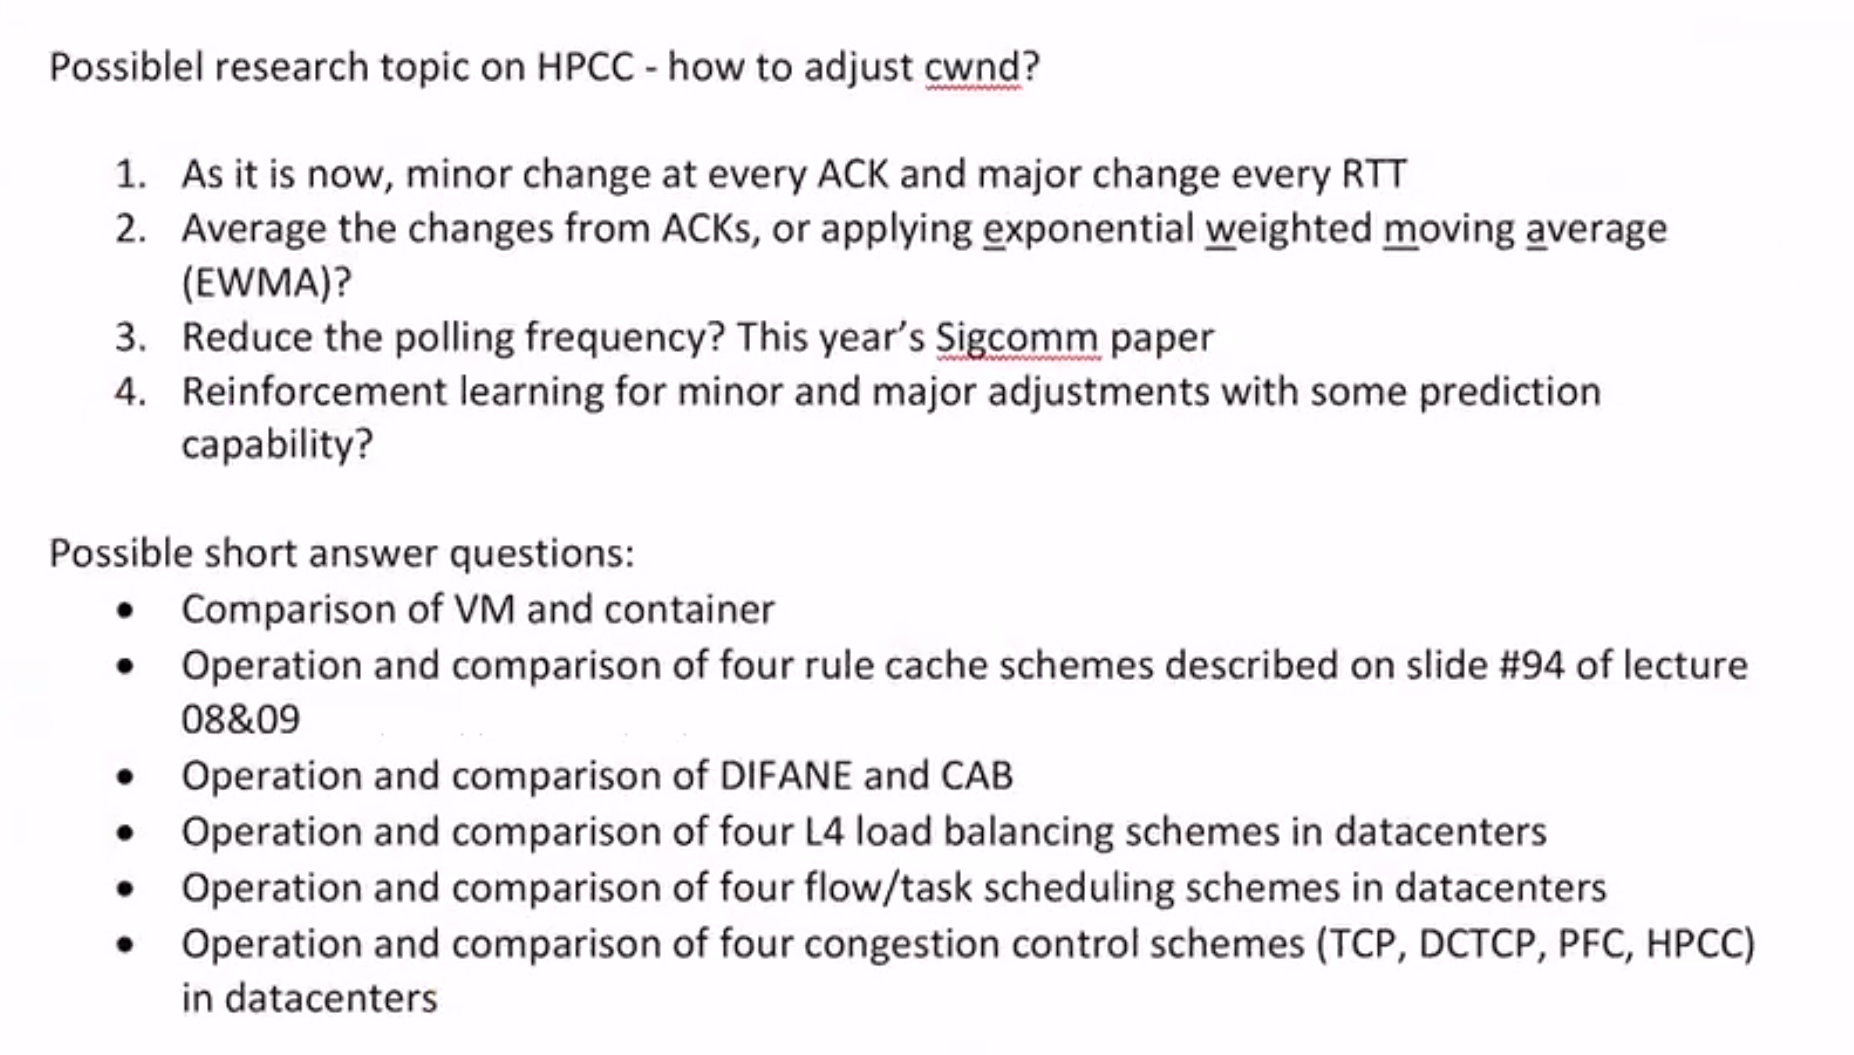 Possiblel research topic on HPCC - how to adjust cwnd?
1. As it is now, minor change at every ACK and major change every RTT
2. Average the changes from ACKs, or applying exponential weighted moving average
(EWMA)?
3. Reduce the polling frequency? This year’s Sigcomm paper
4. Reinforcement learning for minor and major adjustments with some prediction
capability?
Possible short answer questions:
• Comparison of VM and container
• Operation and comparison of four rule cache schemes described on slide #94 of lecture
08&09
• Operation and comparison of DIFANE and CAB
• Operation and comparison of four L4 load balancing schemes in datacenters
• Operation and comparison of four flow/task scheduling schemes in datacenters
• Operation and comparison of four congestion control schemes (TCP, DCTCP, PFC, HPCC)
in datacenters